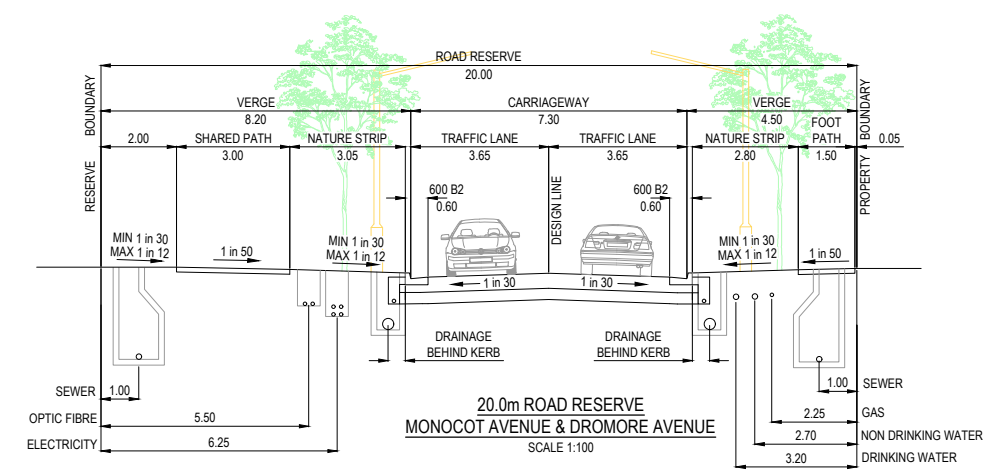 ROAD RESERVE
20.00
BOUNDARY
VERGE
8.20
CARRIAGEWAY
7.30
VERGE
4.50
BOUNDARY
2.00
SHARED PATH
3.00
NATURE STRIP
3.05
TRAFFIC LANE
3.65
TRAFFIC LANE
3.65
NATURE STRIP
2.80
FOOT
PATH
1.50
0.05
RESERVE
600 B2
0.60
DESIGN LINE
600 B2
0.60
PROPERTY
MIN 1 in 30
MAX 1 in 12
1 in 50
MIN 1 in 30
MAX 1 in 12
1 in 30
1 in 30
MIN 1 in 30
MAX 1 in 12
1 in 50
DRAINAGE
BEHIND KERB
DRAINAGE
BEHIND KERB
SEWER
1.00
1.00
SEWER
OPTIC FIBRE
5.50
2.25
GAS
ELECTRICITY
6.25
2.70
NON DRINKING WATER
3.20
DRINKING WATER
20.0m ROAD RESERVE
MONOCOT AVENUE & DROMORE AVENUE
SCALE 1:100